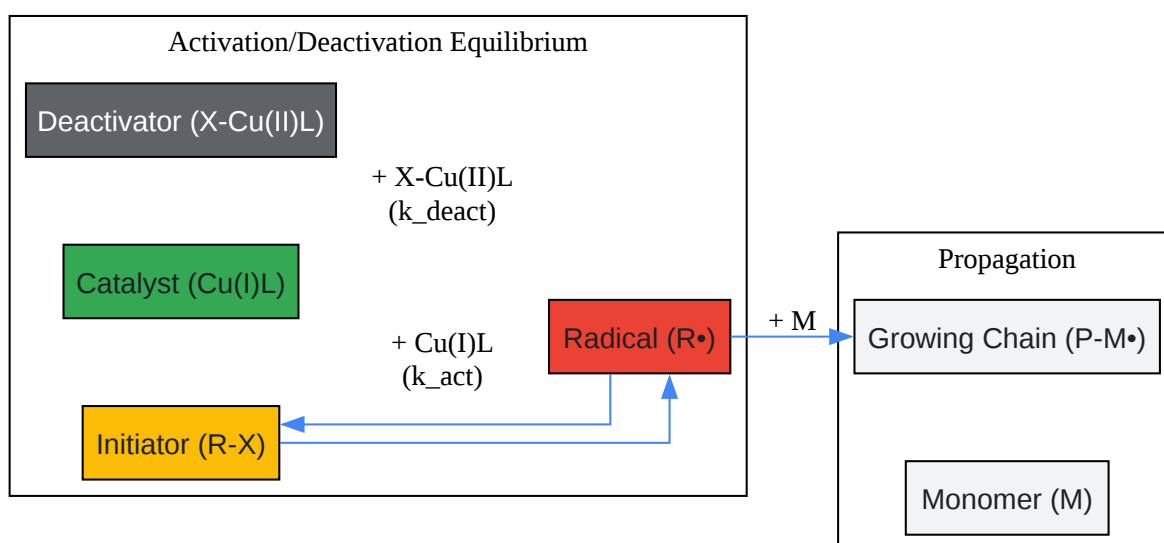 Activation/Deactivation Equilibrium
Deactivator (X-Cu(II)L)
+ X-Cu(II)L
(k_deact)
Catalyst (Cu(I)L)
+ Cu(I)L
(k_act)
Radical (R•)
Initiator (R-X)
+ M
Propagation
Growing Chain (P-M•)
Monomer (M)